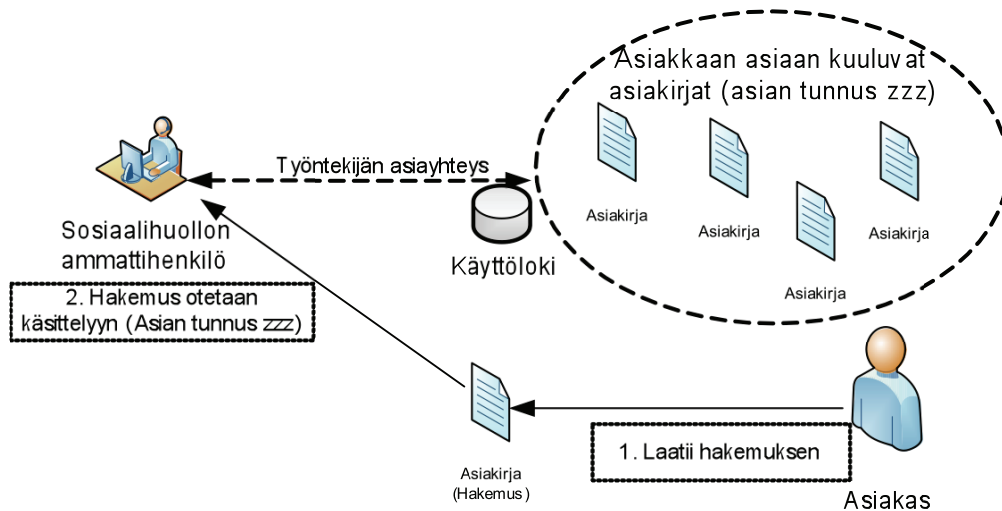 Asiakkaan asiaan kuuluvat
asiakirjat (asian tunnus zzz)
Työntekijän asiayhteys
Asiakirja
Asiakirja
Asiakirja
Asiakirja
Sosiaalihuollon
ammattihenkilö
Käyttöloki
2. Hakemus otetaan
käsittelyyn (Asian tunnus zzz)
1. Laatii hakemuksen
Asiakirja
(Hakemus)
Asiakas